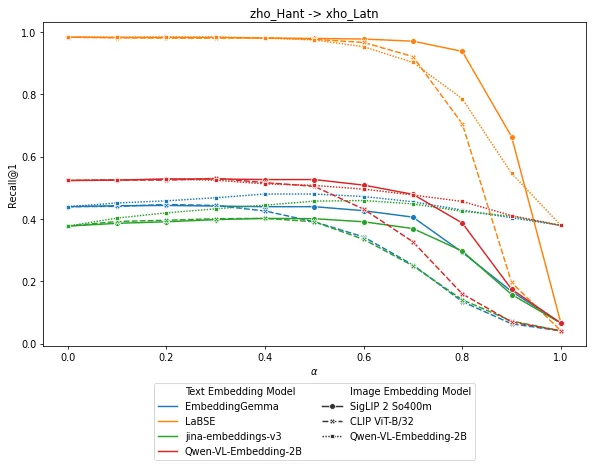 zho_Hant -> xho_Latn
Recall@1
1.0
0.8
0.6
0.4
0.2
0.0
0.0 0.2 0.4 0.6 0.8 1.0
α
Text Embedding Model Image Embedding Model
EmbeddingGemma SigLIP 2 So400m
LaBSE CLIP ViT-B/32
jina-embeddings-v3 Qwen-VL-Embedding-2B
Qwen-VL-Embedding-2B